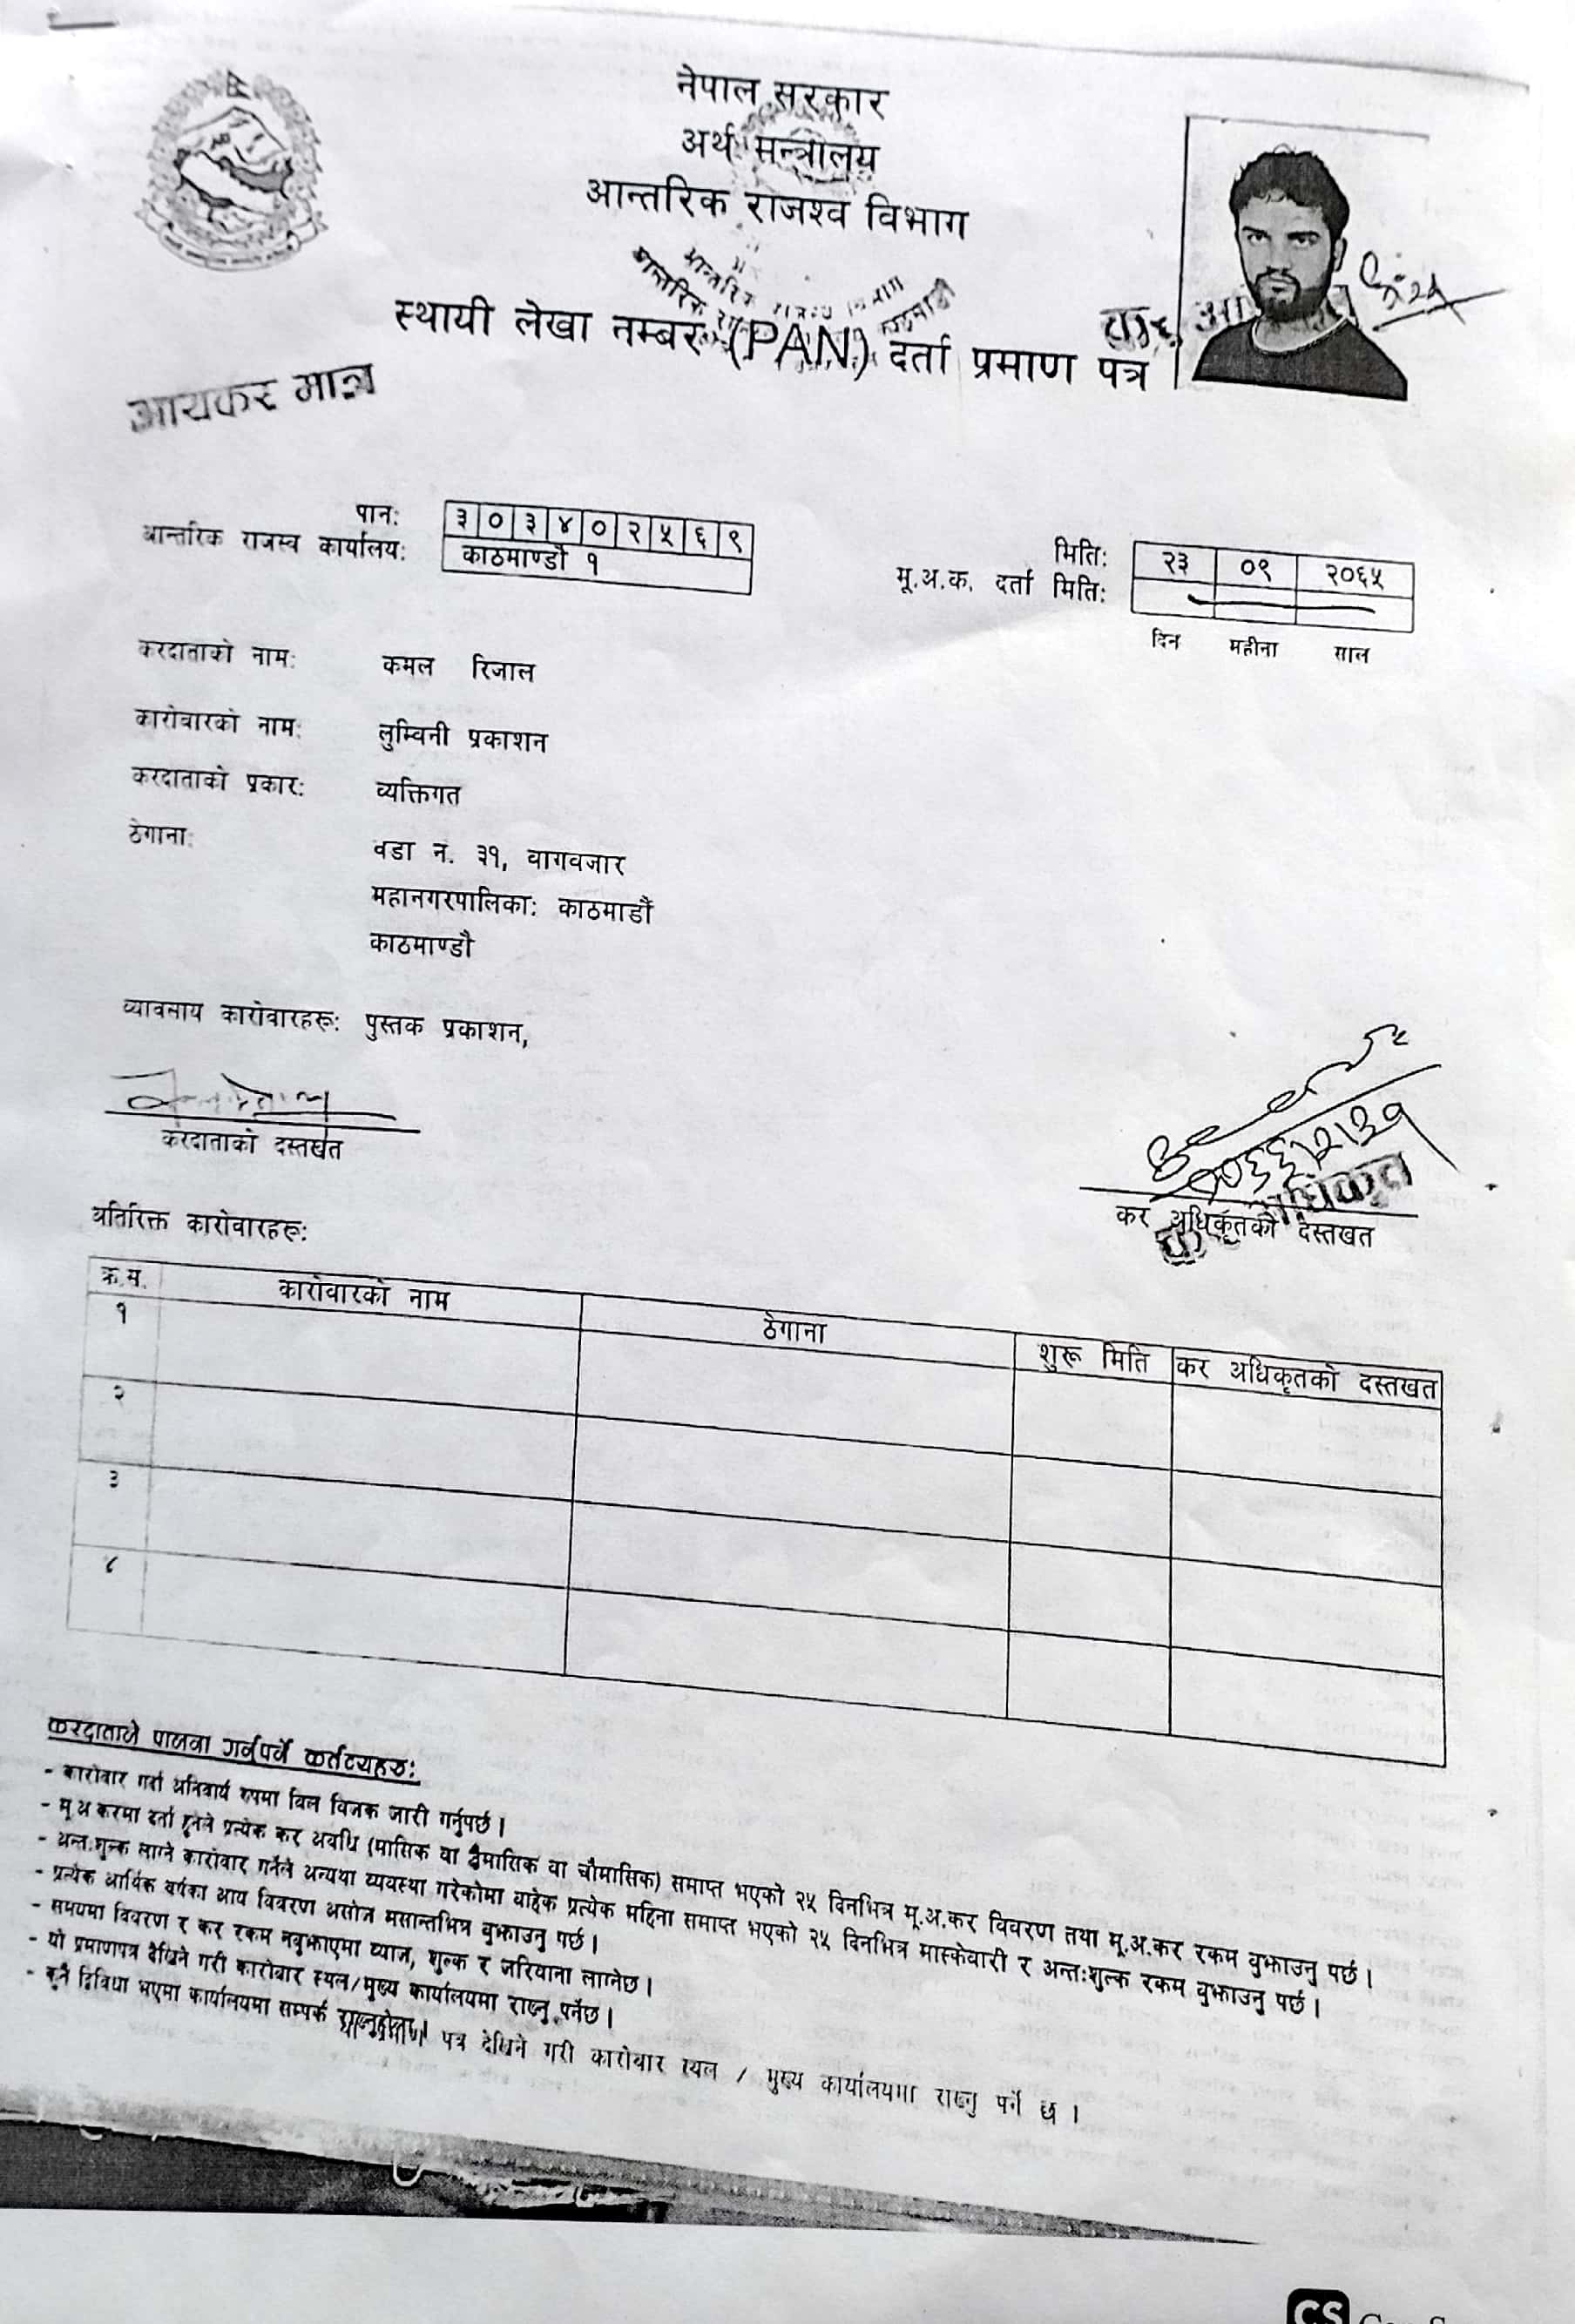 नेपाल सरकार
अर्थ मन्त्रालय
आन्तरिक राजश्व विभाग
स्थायी लेखा नम्बर (PAN) दर्ता प्रमाण पत्र
आयकर मात्र
पान: ३०३४०२५६९
आन्तरिक राजस्व कार्यालय: काठमाण्डौ १
मिति: २३ ०९ २०६५
मू.अ.क. दर्ता मिति:
दिन महीना साल
करदाताको नाम: कमल रिजाल
कारोवारको नाम: लुम्विनी प्रकाशन
करदाताको प्रकार: व्यक्तिगत
ठेगाना: वडा न. ३१, वागवजार
महानगरपालिका: काठमाडौं
काठमाण्डौ
व्यावसाय कारोवारहरू: पुस्तक प्रकाशन,
करदाताको दस्तखत
कर अधिकृतको दस्तखत
अतिरिक्त कारोवारहरू:
क्र.स. कारोवारको नाम ठेगाना शुरू मिति कर अधिकृतको दस्तखत
१
२
३
४
करदाताले पालना गर्नुपर्ने कर्तव्यहरु:
- कारोवार गर्दा अनिवार्य रुपमा विल विजक जारी गर्नुपर्छ ।
- मू.अ.करमा दर्ता हुनेले प्रत्येक कर अवधि (मासिक वा द्वैमासिक वा चौमासिक) समाप्त भएको २५ दिनभित्र मू.अ.कर विवरण तथा मू.अ.कर रकम वुझाउनु पर्छ ।
- अन्त:शुल्क लाग्ने कारोवार गर्नेले अन्यथा व्यवस्था गरेकोमा वाहेक प्रत्येक महिना समाप्त भएको २५ दिनभित्र मास्केवारी र अन्त:शुल्क रकम वुझाउनु पर्छ ।
- प्रत्येक आर्थिक वर्षका आय विवरण असोज मसान्तभित्र वुझाउनु पर्छ ।
- समयमा विवरण र कर रकम नवुझाएमा ब्याज, शुल्क र जरिवाना लाग्नेछ ।
- यो प्रमाणपत्र देखिने गरी कारोवार स्थल/मुख्य कार्यालयमा राख्नु पर्नेछ ।
- कुनै द्विविधा भएमा कार्यालयमा सम्पर्क राख्नुहोला ।
पत्र देखिने गरी कारोवार स्थल / मुख्य कार्यालयमा राख्नु पर्ने छ ।
CS